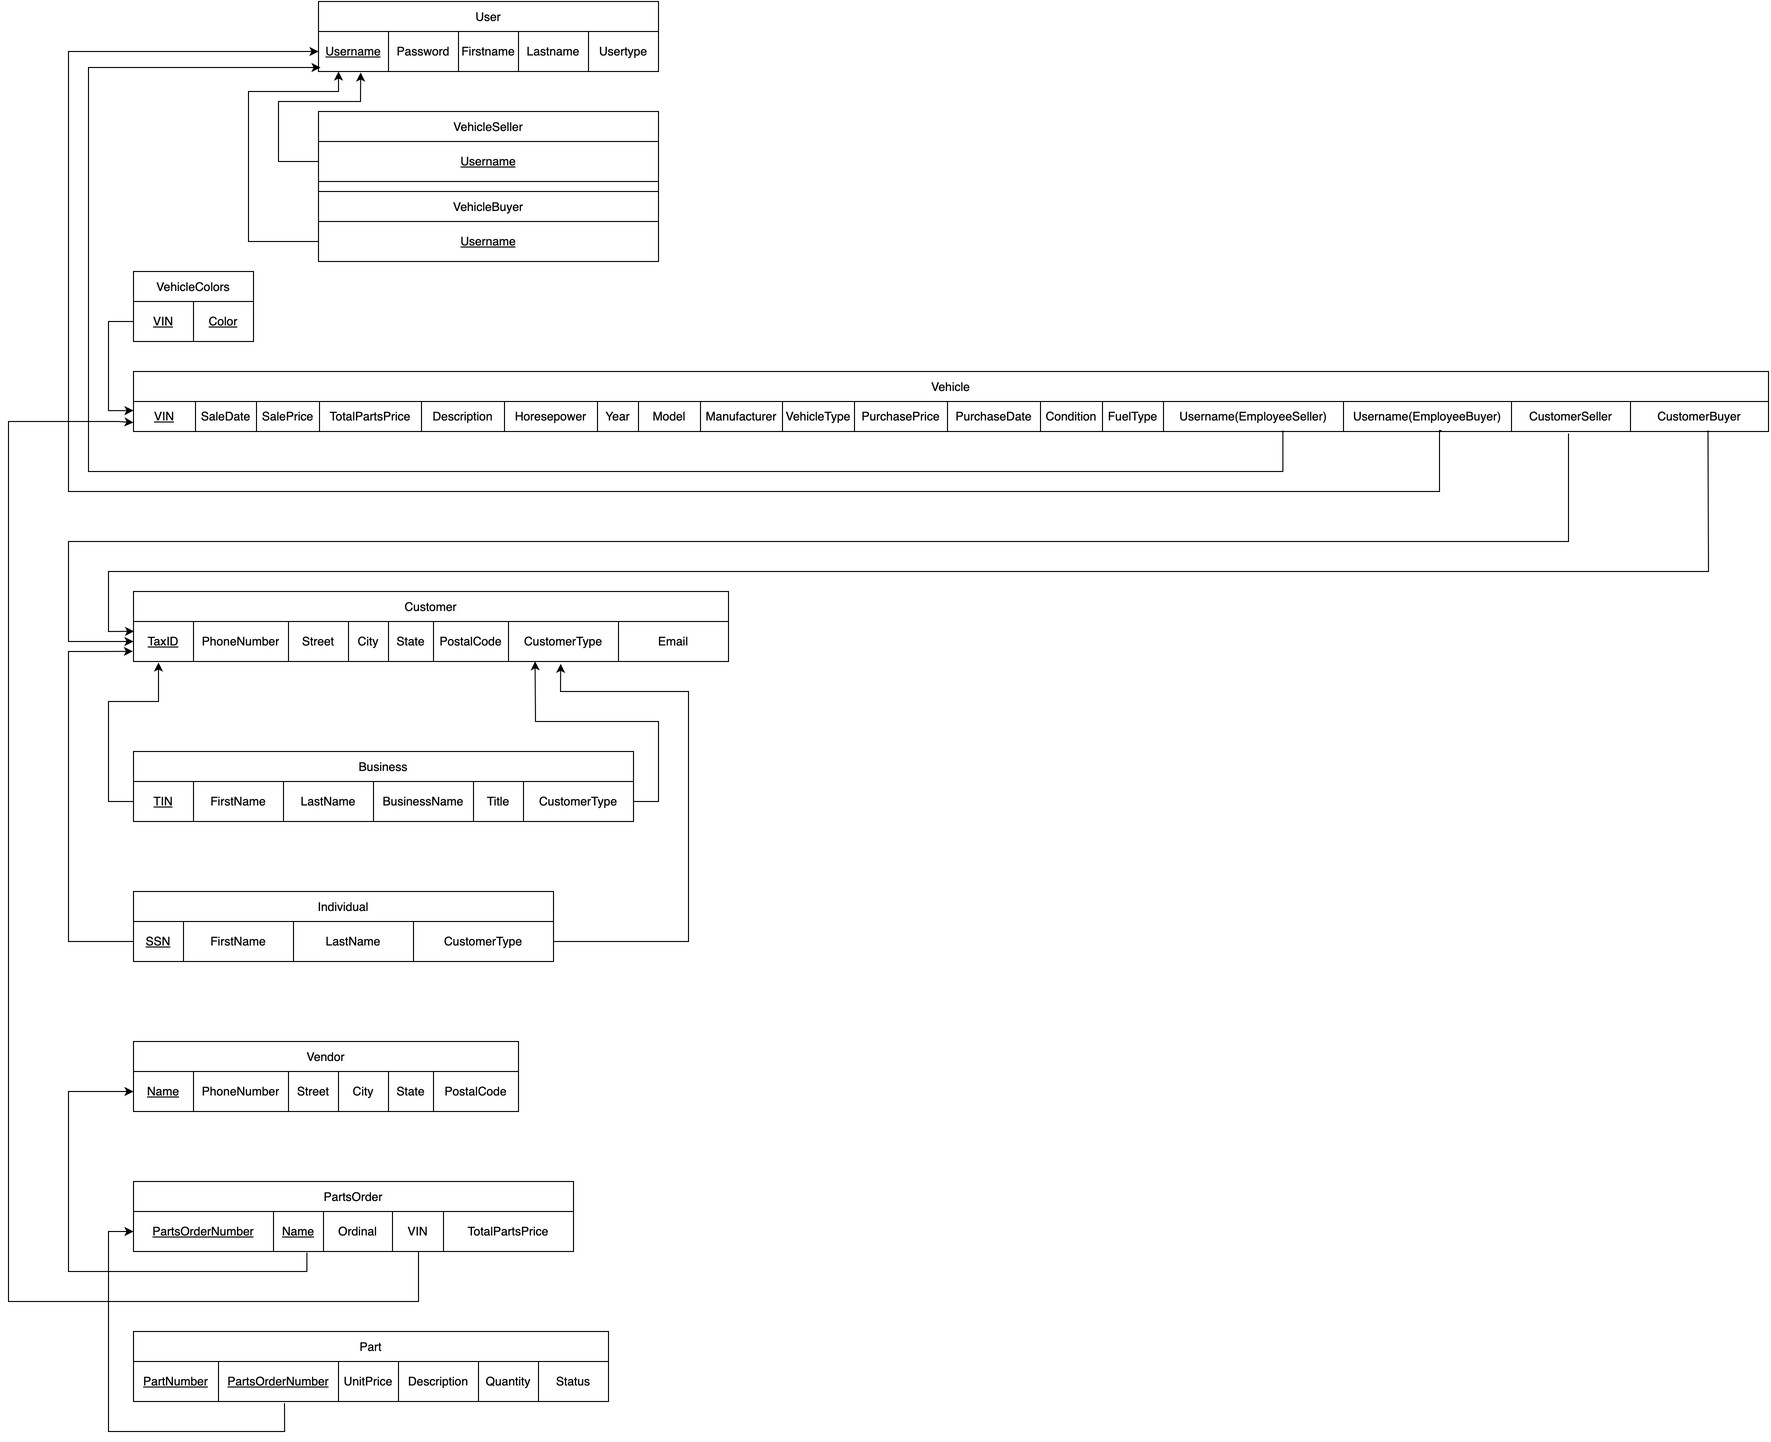 User
Username Password Firstname Lastname Usertype
VehicleSeller
Username
VehicleBuyer
Username
VehicleColors
VIN Color
Vehicle
VIN SaleDate SalePrice TotalPartsPrice Description Horesepower Year Model Manufacturer VehicleType PurchasePrice PurchaseDate Condition FuelType Username(EmployeeSeller) Username(EmployeeBuyer) CustomerSeller CustomerBuyer
Customer
TaxID PhoneNumber Street City State PostalCode CustomerType Email
Business
TIN FirstName LastName BusinessName Title CustomerType
Individual
SSN FirstName LastName CustomerType
Vendor
Name PhoneNumber Street City State PostalCode
PartsOrder
PartsOrderNumber Name Ordinal VIN TotalPartsPrice
Part
PartNumber PartsOrderNumber UnitPrice Description Quantity Status